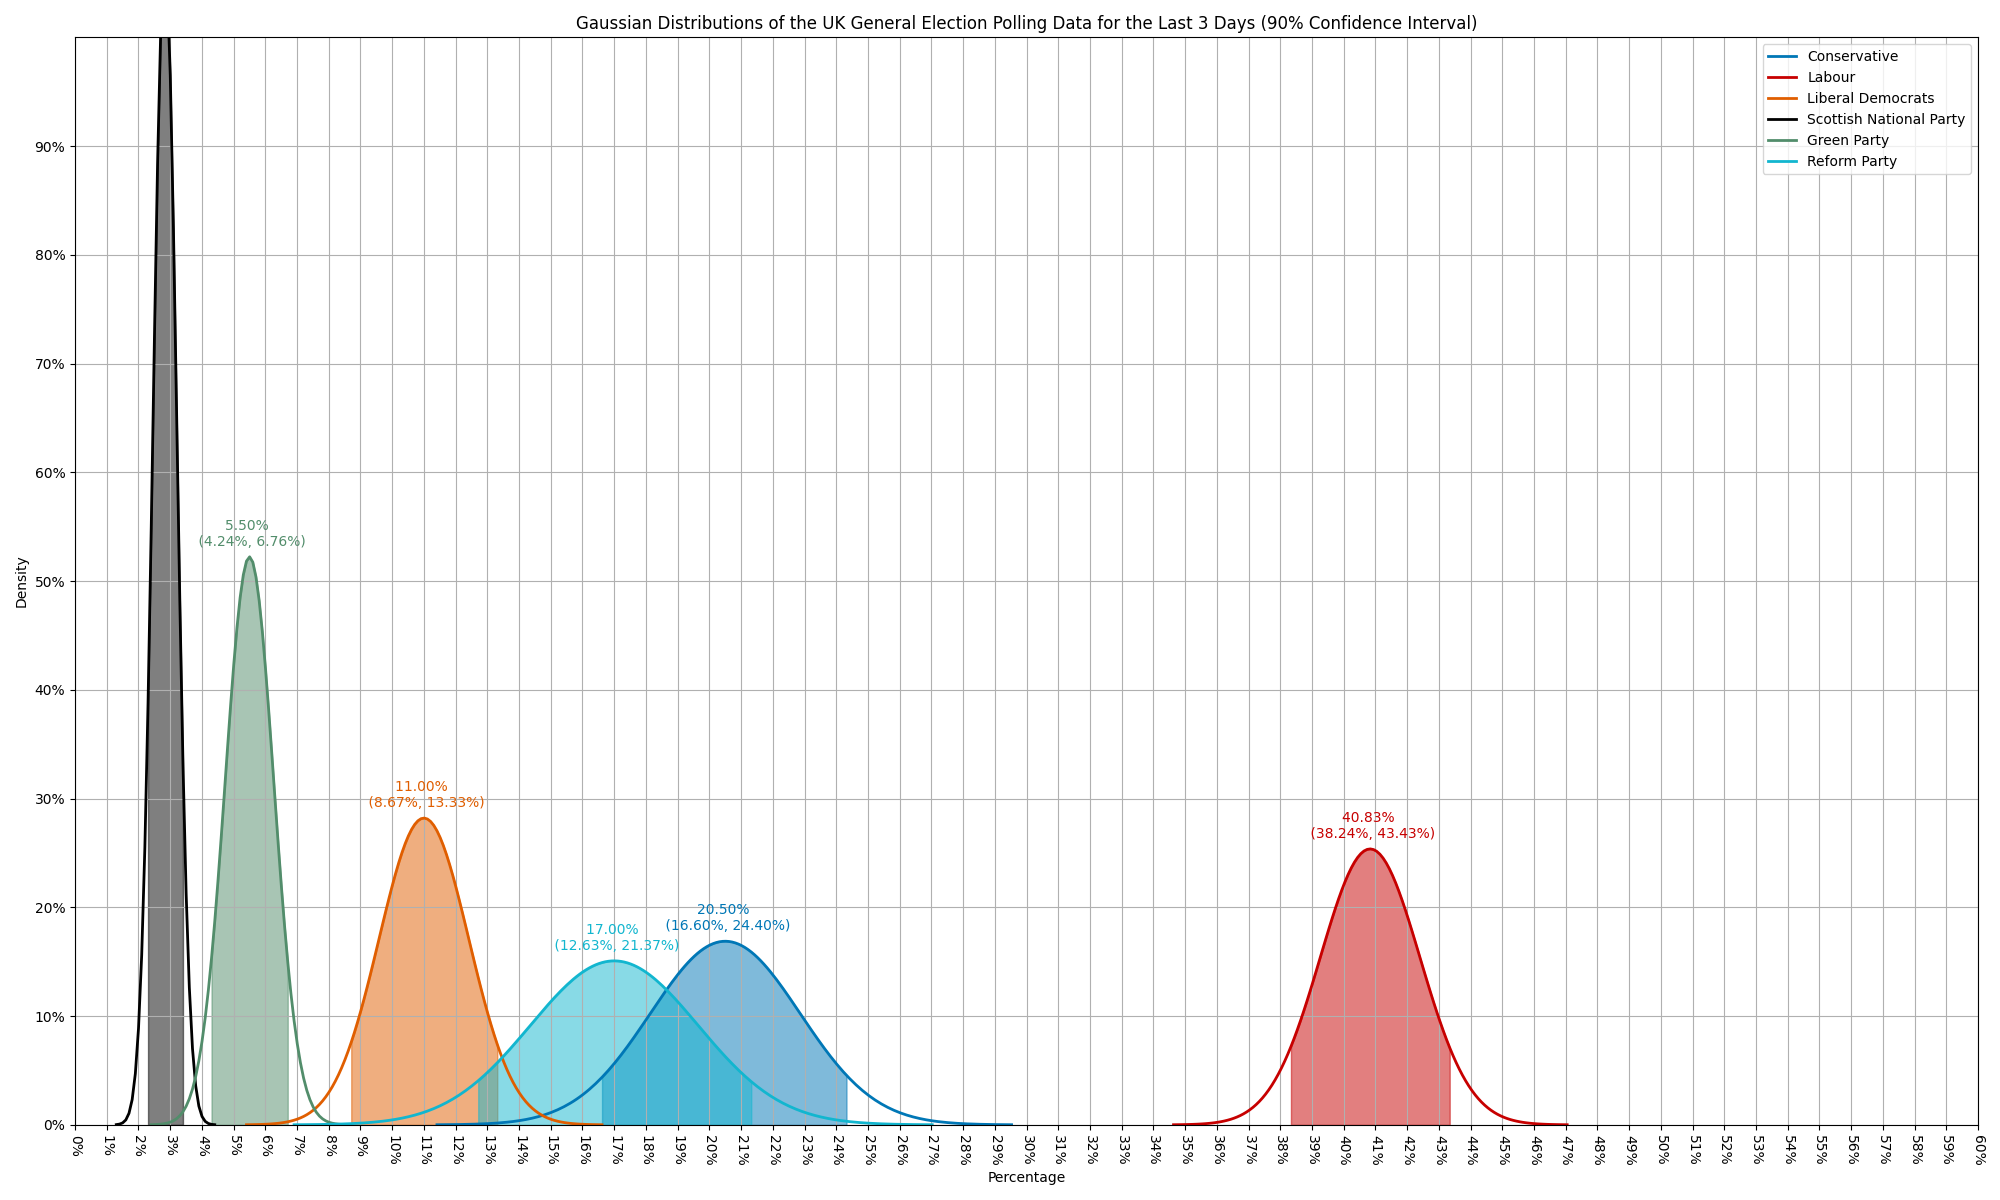 Gaussian Distributions of the UK General Election Polling Data for the Last 3 Days (90% Confidence Interval)
Conservative
Labour
Liberal Democrats
Scottish National Party
Green Party
Reform Party
90%
80%
70%
60%
50%
40%
30%
20%
10%
0%
Density
5.50%
(4.24%, 6.76%)
11.00%
(8.67%, 13.33%)
17.00%
(12.63%, 21.37%)
20.50%
(16.60%, 24.40%)
40.83%
(38.24%, 43.43%)
0% 1% 2% 3% 4% 5% 6% 7% 8% 9% 10% 11% 12% 13% 14% 15% 16% 17% 18% 19% 20% 21% 22% 23% 24% 25% 26% 27% 28% 29% 30% 31% 32% 33% 34% 35% 36% 37% 38% 39% 40% 41% 42% 43% 44% 45% 46% 47% 48% 49% 50% 51% 52% 53% 54% 55% 56% 57% 58% 59% 60%
Percentage